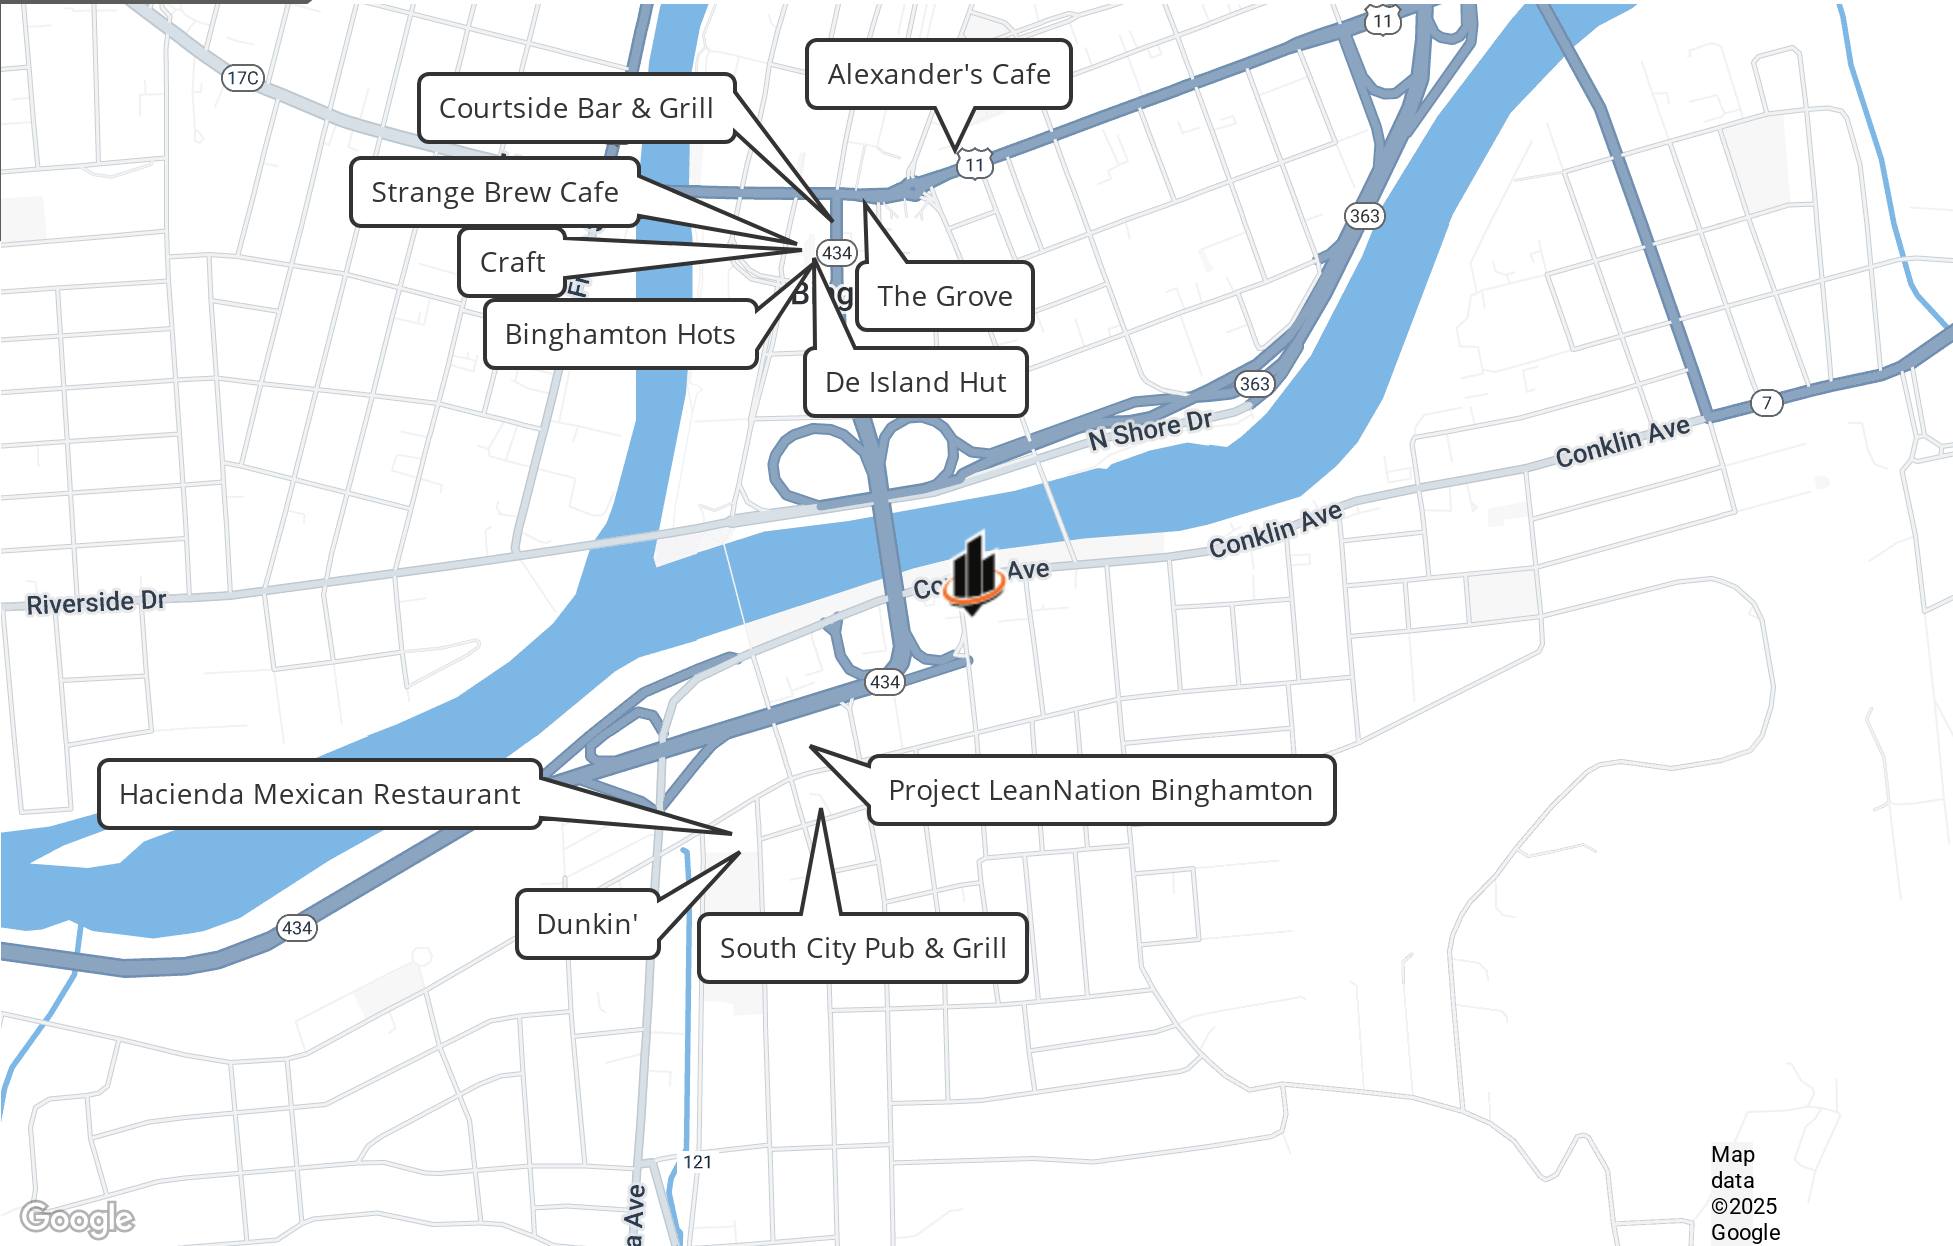 11
17C
Alexander's Cafe
Courtside Bar & Grill
11
Strange Brew Cafe
363
434
Craft
The Grove
Binghamton Hots
De Island Hut
363
7
N Shore Dr
Conklin Ave
Conklin Ave
Ave
Riverside Dr
434
Hacienda Mexican Restaurant
Project LeanNation Binghamton
434
Dunkin'
South City Pub & Grill
121
a Ave
Map
data
©2025
Google
Google